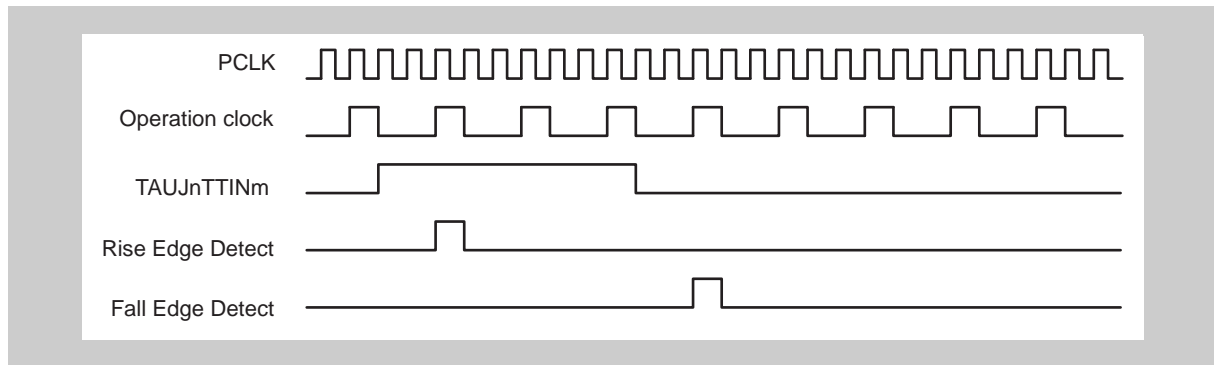 PCLK
Operation clock
TAUJnTTINm
Rise Edge Detect
Fall Edge Detect